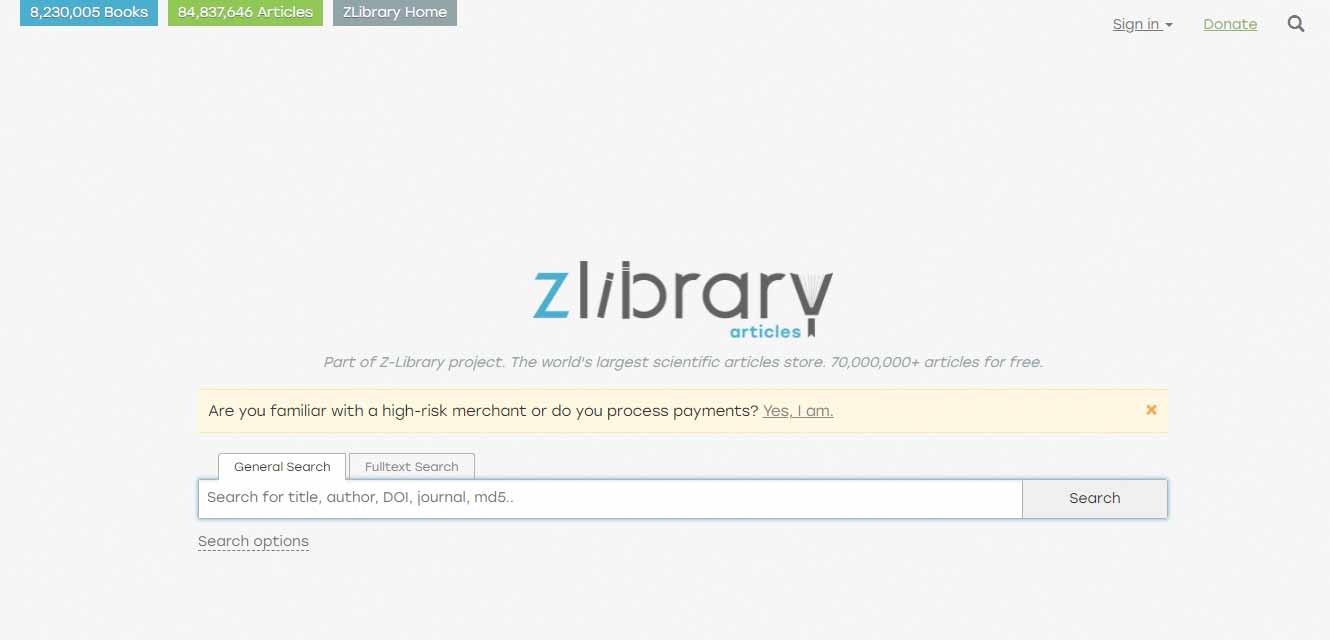 8,230,005 Books 84,837,646 Articles ZLibrary Home
Sign in Donate
zlibrary
articles
Part of Z-Library project. The world's largest scientific articles store. 70,000,000+ articles for free.
Are you familiar with a high-risk merchant or do you process payments? Yes, I am.
General Search Fulltext Search
Search for title, author, DOI, journal, md5.. Search
Search options